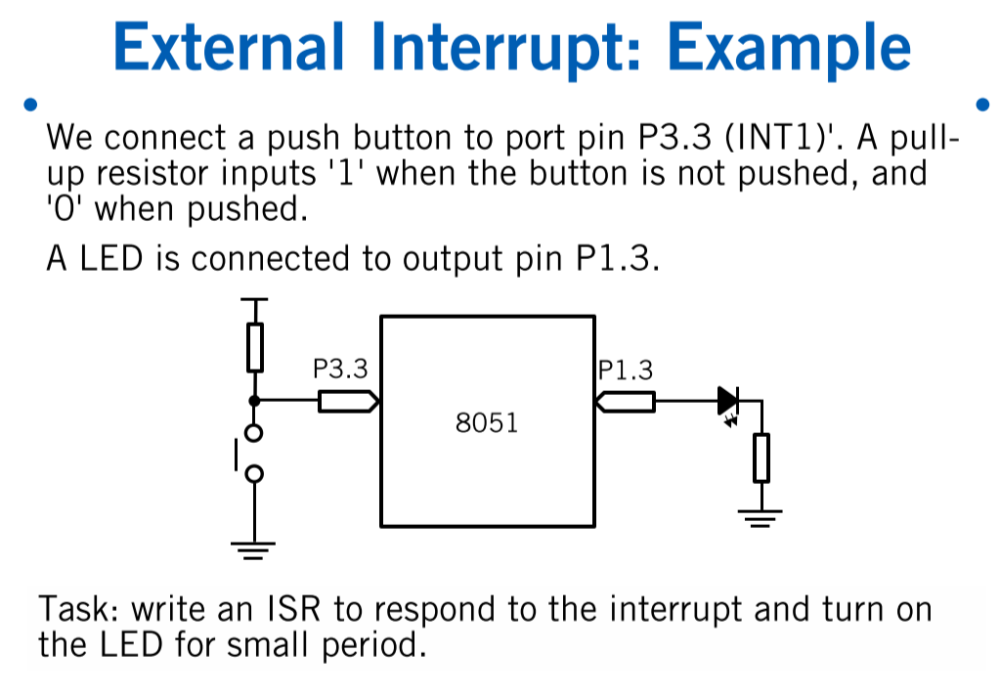 External Interrupt: Example
We connect a push button to port pin P3.3 (INT1)'. A pull-
up resistor inputs '1' when the button is not pushed, and
'0' when pushed.
A LED is connected to output pin P1.3.
P3.3
P1.3
8051
Task: write an ISR to respond to the interrupt and turn on
the LED for small period.